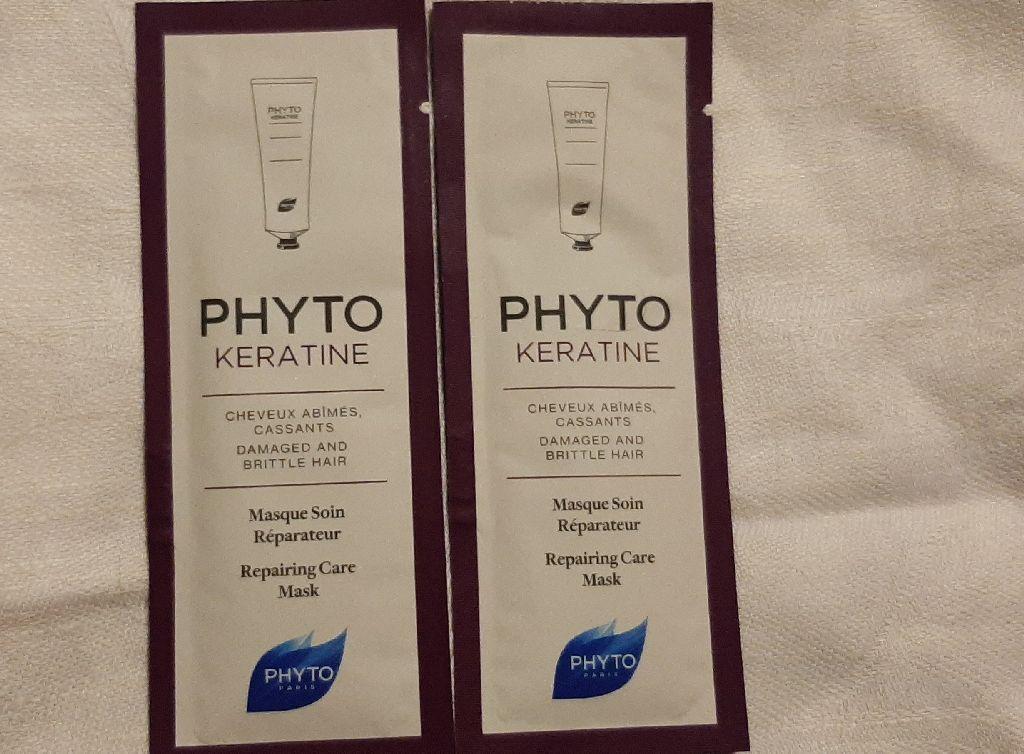 PHYTO
KERATINE
PHYTO
KERATINE
CHEVEUX ABÎMÉS,
CASSANTS
DAMAGED AND
BRITTLE HAIR
Masque Soin
Réparateur
Repairing Care
Mask
PHYTO
PARIS
PHYTO
KERATINE
PHYTO
KERATINE
CHEVEUX ABÎMÉS,
CASSANTS
DAMAGED AND
BRITTLE HAIR
Masque Soin
Réparateur
Repairing Care
Mask
PHYTO
PARIS